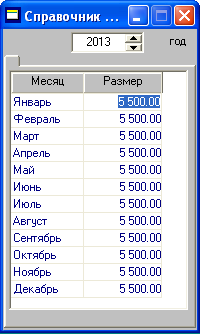 Справочник ...
2013 год
Месяц Размер
Январь 5 500.00
Февраль 5 500.00
Март 5 500.00
Апрель 5 500.00
Май 5 500.00
Июнь 5 500.00
Июль 5 500.00
Август 5 500.00
Сентябрь 5 500.00
Октябрь 5 500.00
Ноябрь 5 500.00
Декабрь 5 500.00